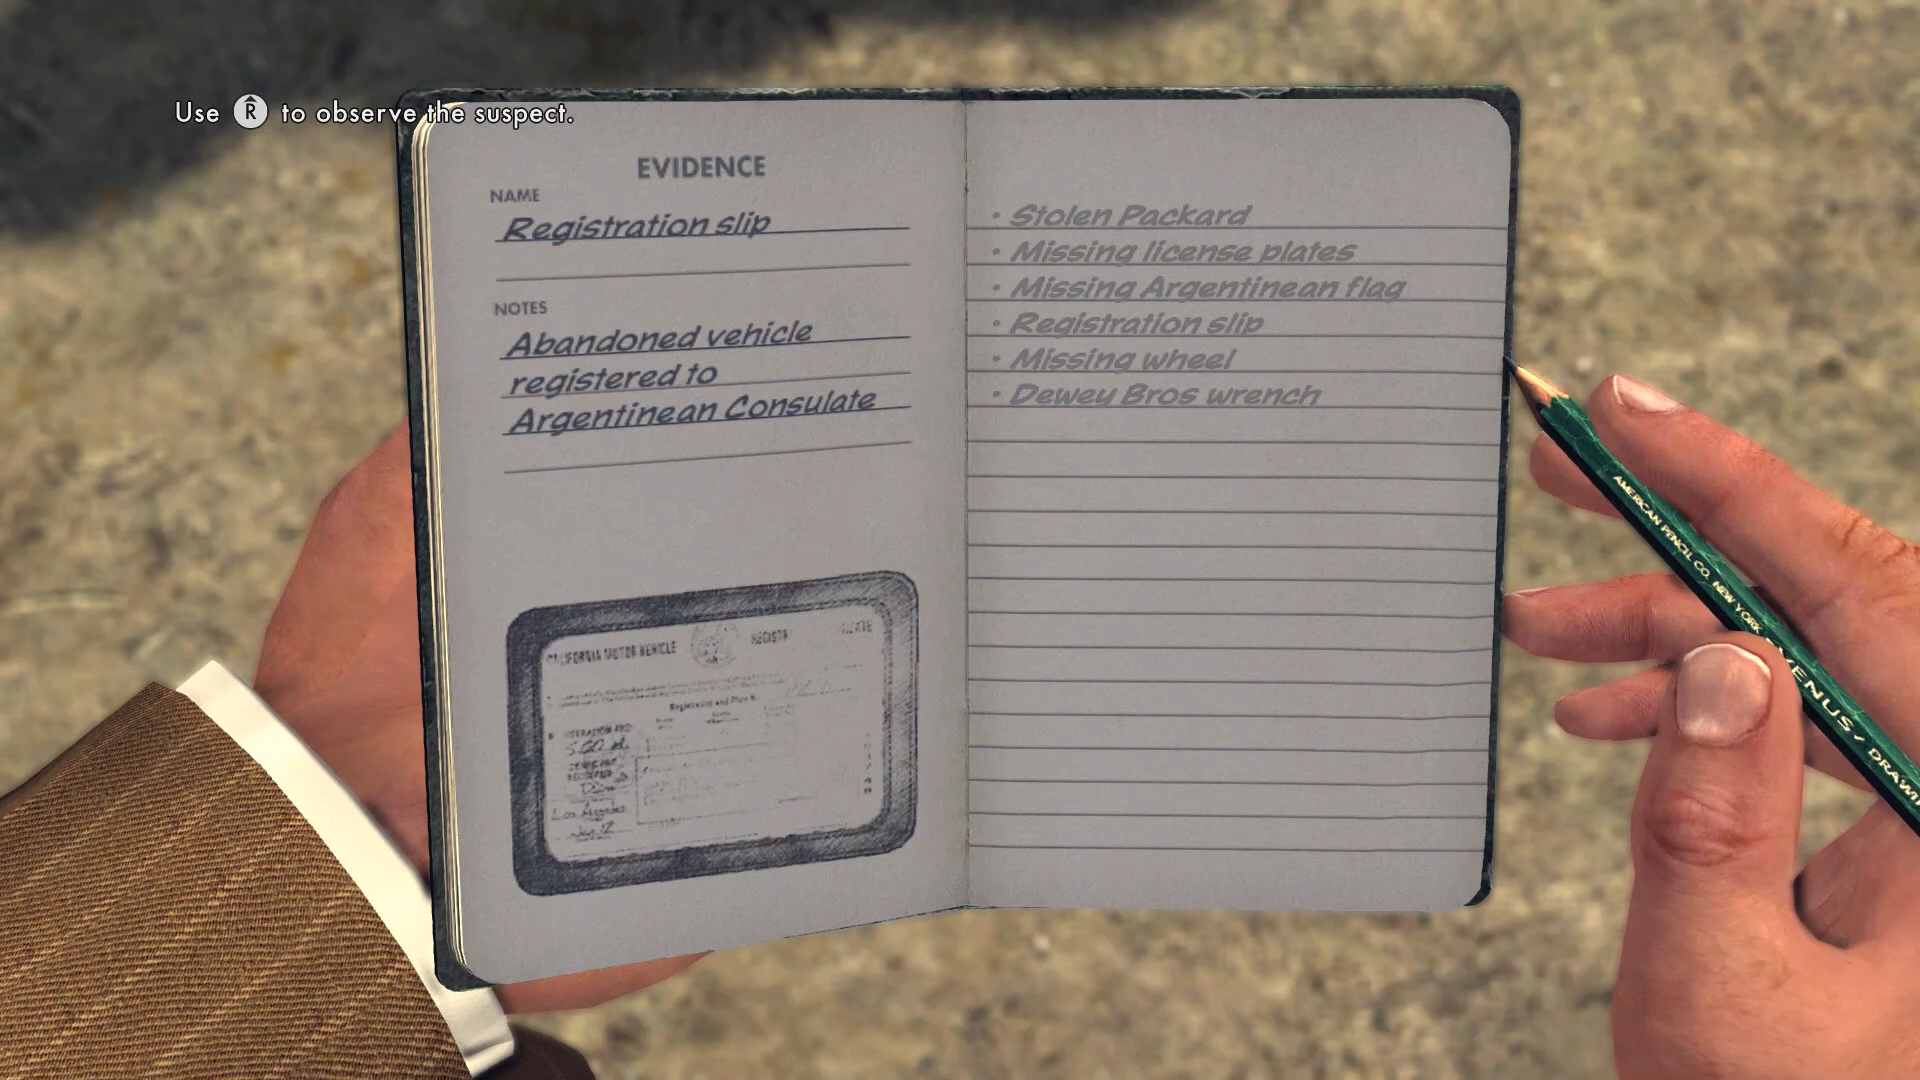 Use R to observe the suspect.
EVIDENCE
NAME
Registration slip
NOTES
Abandoned vehicle
registered to
Argentinean Consulate
CALIFORNIA MOTOR VEHICLE
Los Angeles
• Stolen Packard
• Missing license plates
• Missing Argentinean flag
• Registration slip
• Missing wheel
• Dewey Bros wrench
AMERICAN PENCIL CO. NEW YORK VENUS